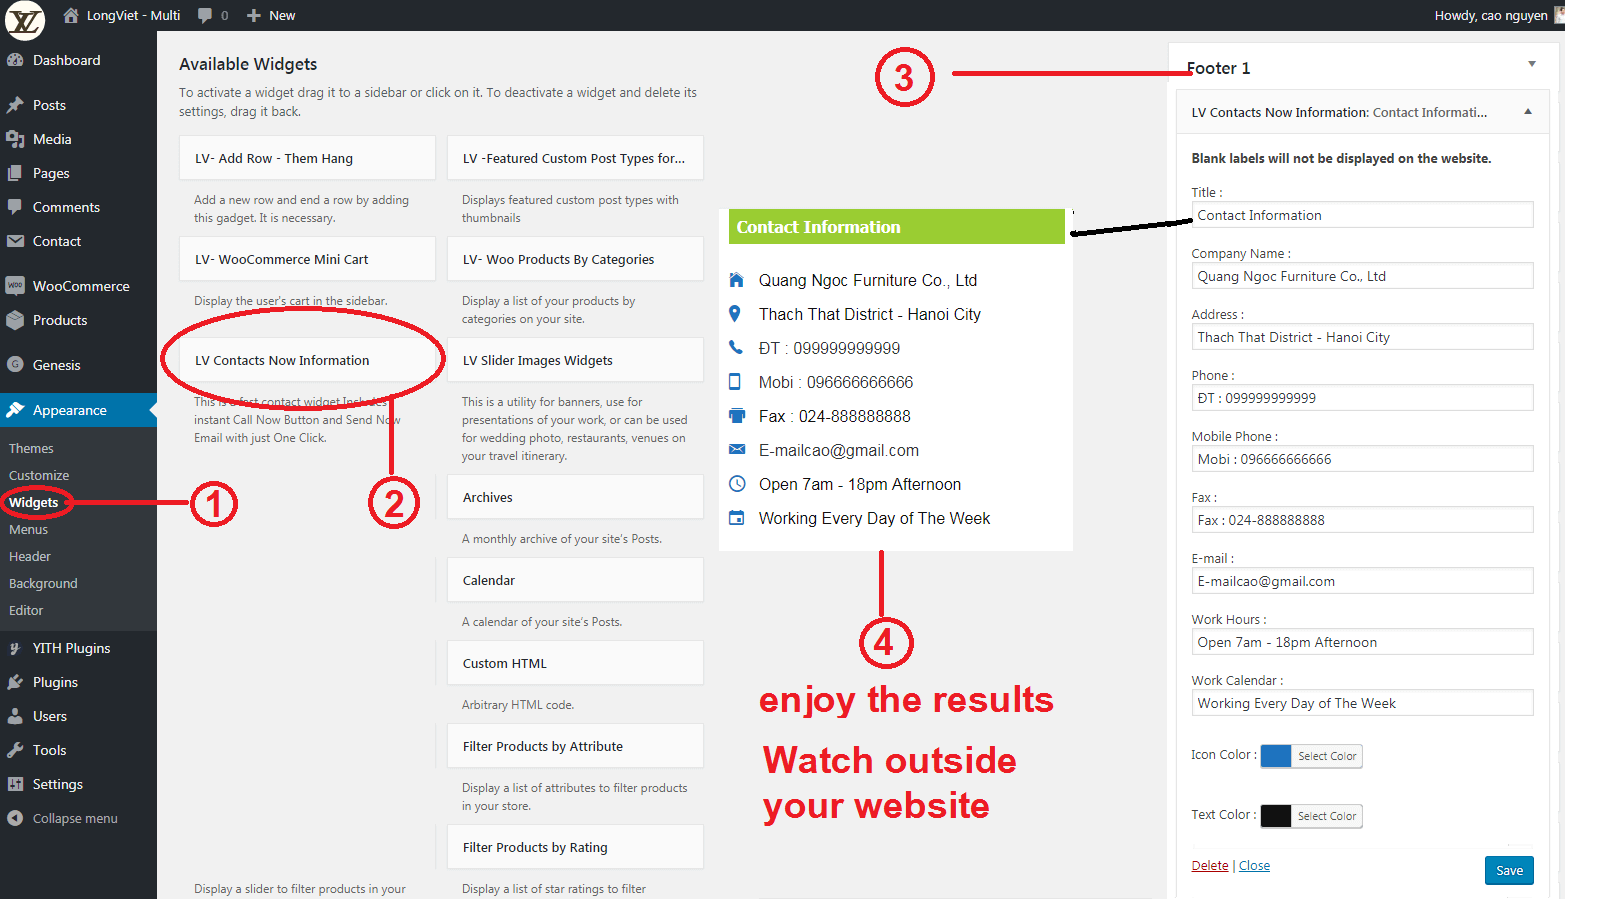 LongViet - Multi
0
New
Howdy, cao nguyen
Dashboard
Posts
Media
Pages
Comments
Contact
WOO
WooCommerce
Products
G
Genesis
Appearance
Themes
Customize
Widgets
Menus
Header
Background
Editor
YITH Plugins
Plugins
Users
Tools
Settings
Collapse menu
1
Available Widgets
To activate a widget drag it to a sidebar or click on it. To deactivate a widget and delete its
settings, drag it back.
LV- Add Row - Them Hang
Add a new row and end a row by adding
this gadget. It is necessary.
LV- WooCommerce Mini Cart
Display the user's cart in the sidebar.
LV Contacts Now Information
This is a fast contact widget Includes
instant Call Now Button and Send Now
Email with just One Click.
2
Display a slider to filter products in your
LV -Featured Custom Post Types for...
Displays featured custom post types with
thumbnails
LV- Woo Products By Categories
Display a list of your products by
categories on your site.
LV Slider Images Widgets
This is a utility for banners, use for
presentations of your work, or can be used
for wedding photo, restaurants, venues on
your travel itinerary.
Archives
A monthly archive of your site's Posts.
Calendar
A calendar of your site's Posts.
Custom HTML
Arbitrary HTML code.
Filter Products by Attribute
Display a list of attributes to filter products
in your store.
Filter Products by Rating
Display a list of star ratings to filter
3
Contact Information
Quang Ngoc Furniture Co., Ltd
Thach That District - Hanoi City
ĐT : 099999999999
Mobi : 096666666666
Fax : 024-888888888
E-mailcao@gmail.com
Open 7am - 18pm Afternoon
Working Every Day of The Week
4
enjoy the results
Watch outside
your website
Footer 1
LV Contacts Now Information: Contact Informati...
Blank labels will not be displayed on the website.
Title :
Contact Information
Company Name :
Quang Ngoc Furniture Co., Ltd
Address :
Thach That District - Hanoi City
Phone :
ĐT : 099999999999
Mobile Phone :
Mobi : 096666666666
Fax :
Fax : 024-888888888
E-mail :
E-mailcao@gmail.com
Work Hours :
Open 7am - 18pm Afternoon
Work Calendar :
Working Every Day of The Week
Icon Color : Select Color
Text Color : Select Color
Delete | Close
Save